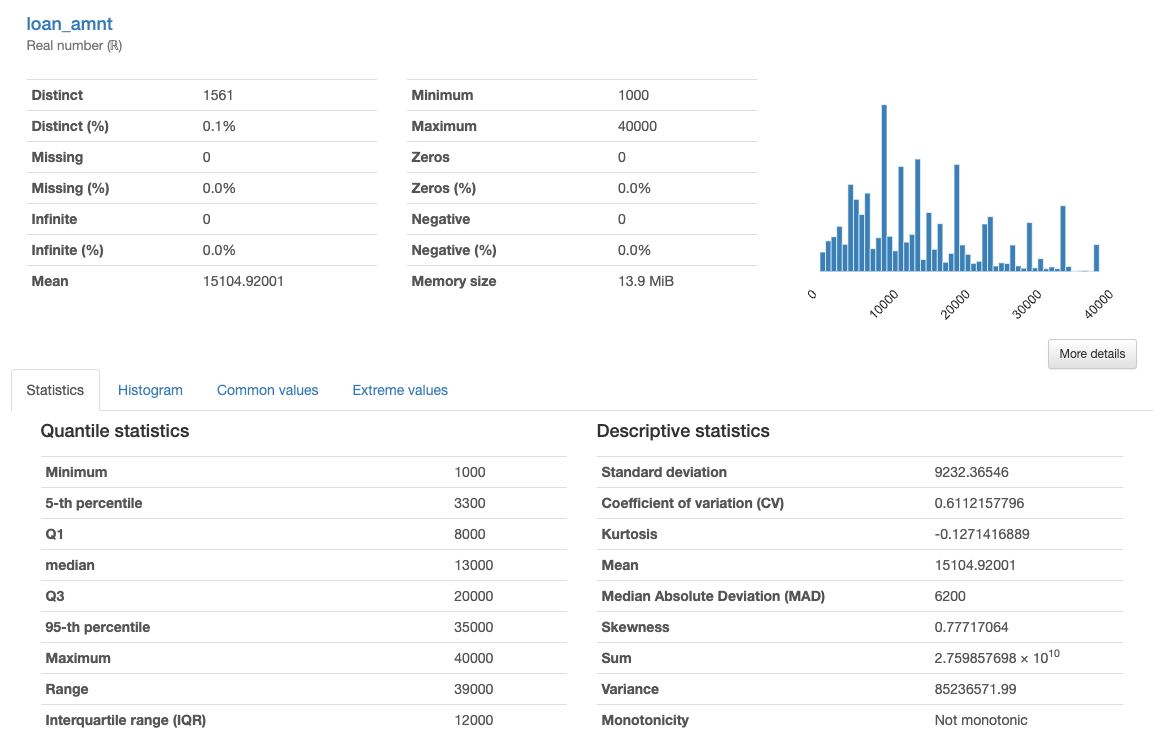 loan_amnt
Real number (ℝ)
Distinct 1561
Distinct (%) 0.1%
Missing 0
Missing (%) 0.0%
Infinite 0
Infinite (%) 0.0%
Mean 15104.92001
Minimum 1000
Maximum 40000
Zeros 0
Zeros (%) 0.0%
Negative 0
Negative (%) 0.0%
Memory size 13.9 MiB
0 10000 20000 30000 40000
More details
Statistics Histogram Common values Extreme values
Quantile statistics
Minimum 1000
5-th percentile 3300
Q1 8000
median 13000
Q3 20000
95-th percentile 35000
Maximum 40000
Range 39000
Interquartile range (IQR) 12000
Descriptive statistics
Standard deviation 9232.36546
Coefficient of variation (CV) 0.6112157796
Kurtosis -0.1271416889
Mean 15104.92001
Median Absolute Deviation (MAD) 6200
Skewness 0.77717064
Sum 2.759857698 × 10¹⁰
Variance 85236571.99
Monotonicity Not monotonic